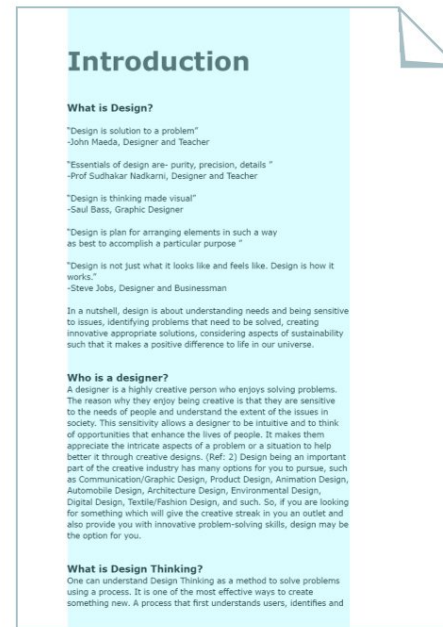 Introduction
What is Design?
"Design is solution to a problem"
-John Maeda, Designer and Teacher
"Essentials of design are- purity, precision, details "
-Prof Sudhakar Nadkarni, Designer and Teacher
"Design is thinking made visual"
-Saul Bass, Graphic Designer
"Design is plan for arranging elements in such a way
as best to accomplish a particular purpose "
"Design is not just what it looks like and feels like. Design is how it
works."
-Steve Jobs, Designer and Businessman
In a nutshell, design is about understanding needs and being sensitive
to issues, identifying problems that need to be solved, creating
innovative appropriate solutions, considering aspects of sustainability
such that it makes a positive difference to life in our universe.
Who is a designer?
A designer is a highly creative person who enjoys solving problems.
The reason why they enjoy being creative is that they are sensitive
to the needs of people and understand the extent of the issues in
society. This sensitivity allows a designer to be intuitive and to think
of opportunities that enhance the lives of people. It makes them
appreciate the intricate aspects of a problem or a situation to help
better it through creative designs. (Ref: 2) Design being an important
part of the creative industry has many options for you to pursue, such
as Communication/Graphic Design, Product Design, Animation Design,
Automobile Design, Architecture Design, Environmental Design,
Digital Design, Textile/Fashion Design, and such. So, if you are looking
for something which will give the creative streak in you an outlet and
also provide you with innovative problem-solving skills, design may be
the option for you.
What is Design Thinking?
One can understand Design Thinking as a method to solve problems
using a process. It is one of the most effective ways to create
something new. A process that first understands users, identifies and